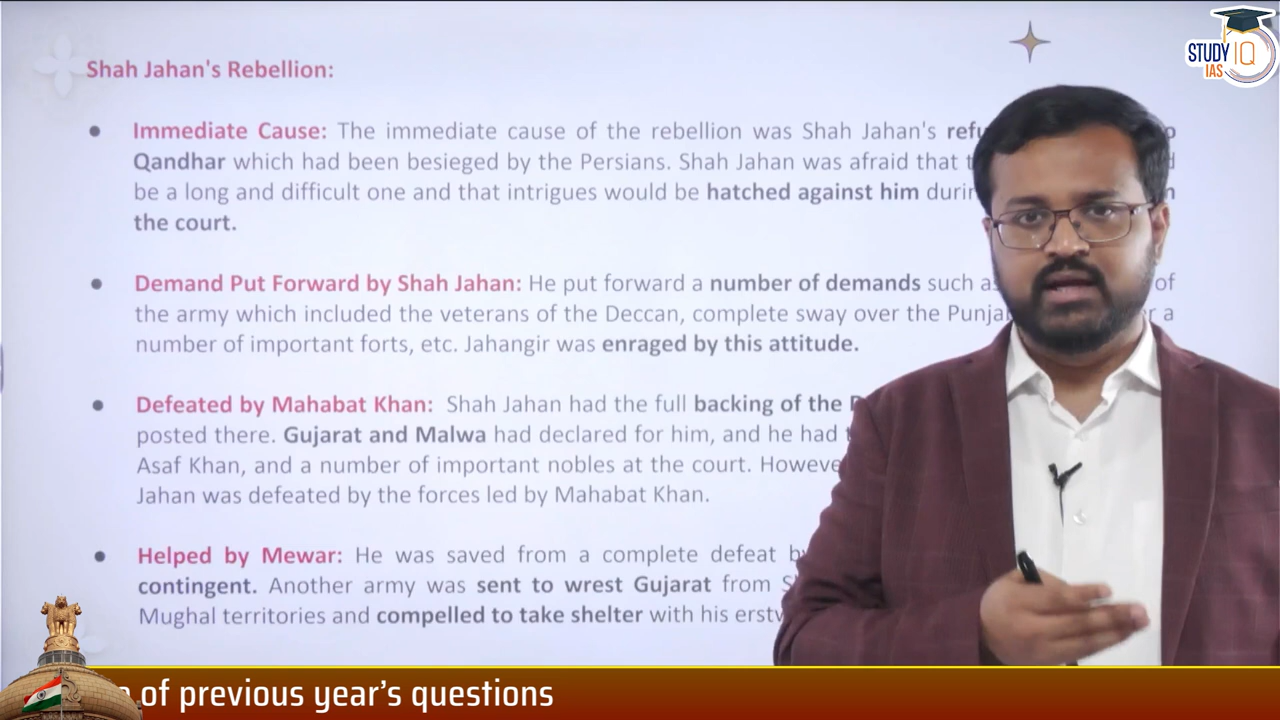 Shah Jahan's Rebellion:
STUDY IQ
IAS
● Immediate Cause: The immediate cause of the rebellion was Shah Jahan's
Qandhar which had been besieged by the Persians. Shah Jahan was afraid that
be a long and difficult one and that intrigues would be hatched against him
the court.
● Demand Put Forward by Shah Jahan: He put forward a number of demands such of
the army which included the veterans of the Deccan, complete sway over the a
number of important forts, etc. Jahangir was enraged by this attitude.
● Defeated by Mahabat Khan: Shah Jahan had the full backing of the
posted there. Gujarat and Malwa had declared for him, and he had
Asaf Khan, and a number of important nobles at the court.
Jahan was defeated by the forces led by Mahabat Khan.
● Helped by Mewar: He was saved from a complete defeat
contingent. Another army was sent to wrest Gujarat from
Mughal territories and compelled to take shelter with his
of previous year's questions